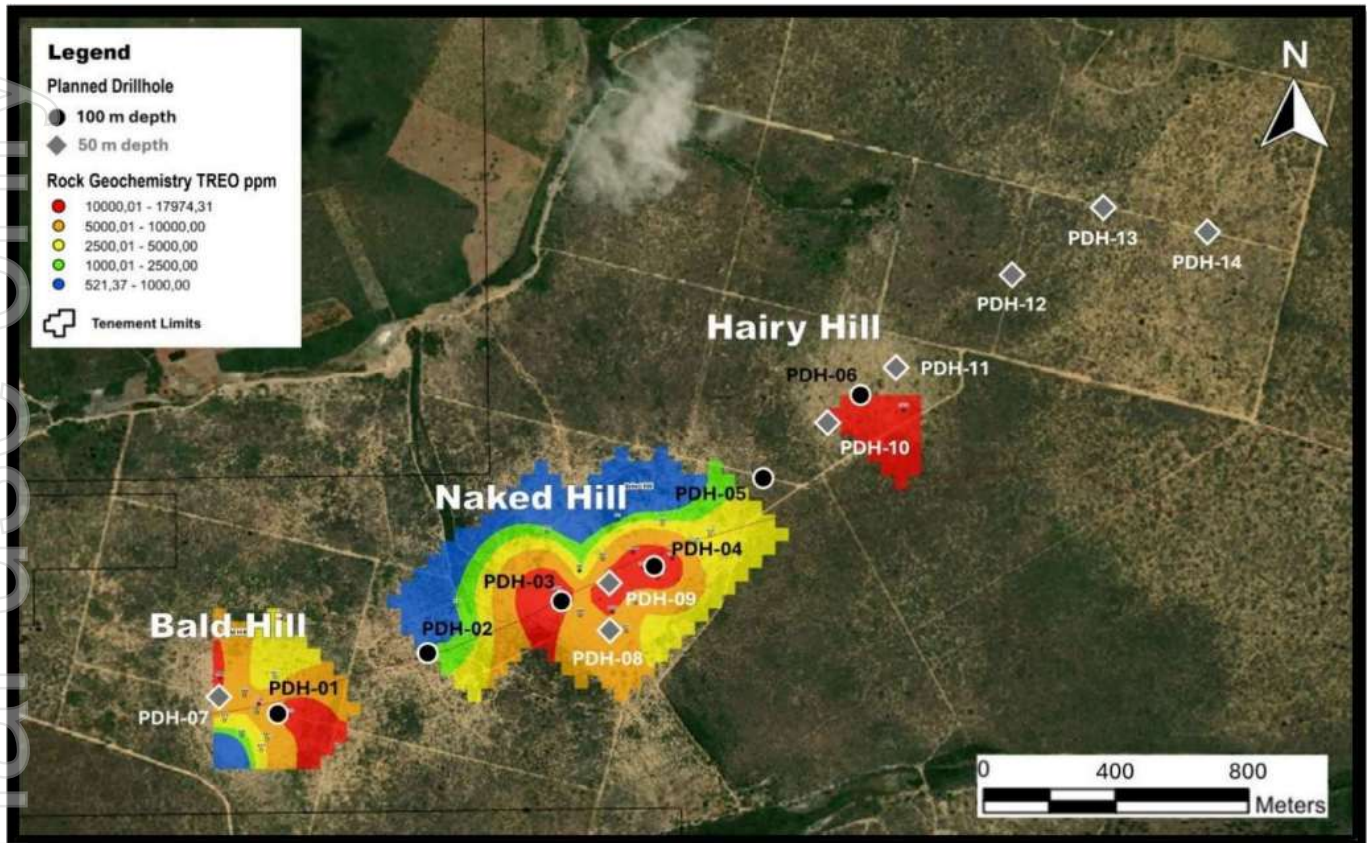 Legend
Planned Drillhole
100 m depth
50 m depth
Rock Geochemistry TREO ppm
10000,01 - 17974,31
5000,01 - 10000,00
2500,01 - 5000,00
1000,01 - 2500,00
521,37 - 1000,00
Tenement Limits
N
PDH-13
PDH-14
PDH-12
Hairy Hill
PDH-06
PDH-11
PDH-10
Naked Hill
PDH-05
PDH-04
PDH-03
PDH-09
PDH-02
PDH-08
Bald Hill
PDH-01
PDH-07
0 400 800
Meters